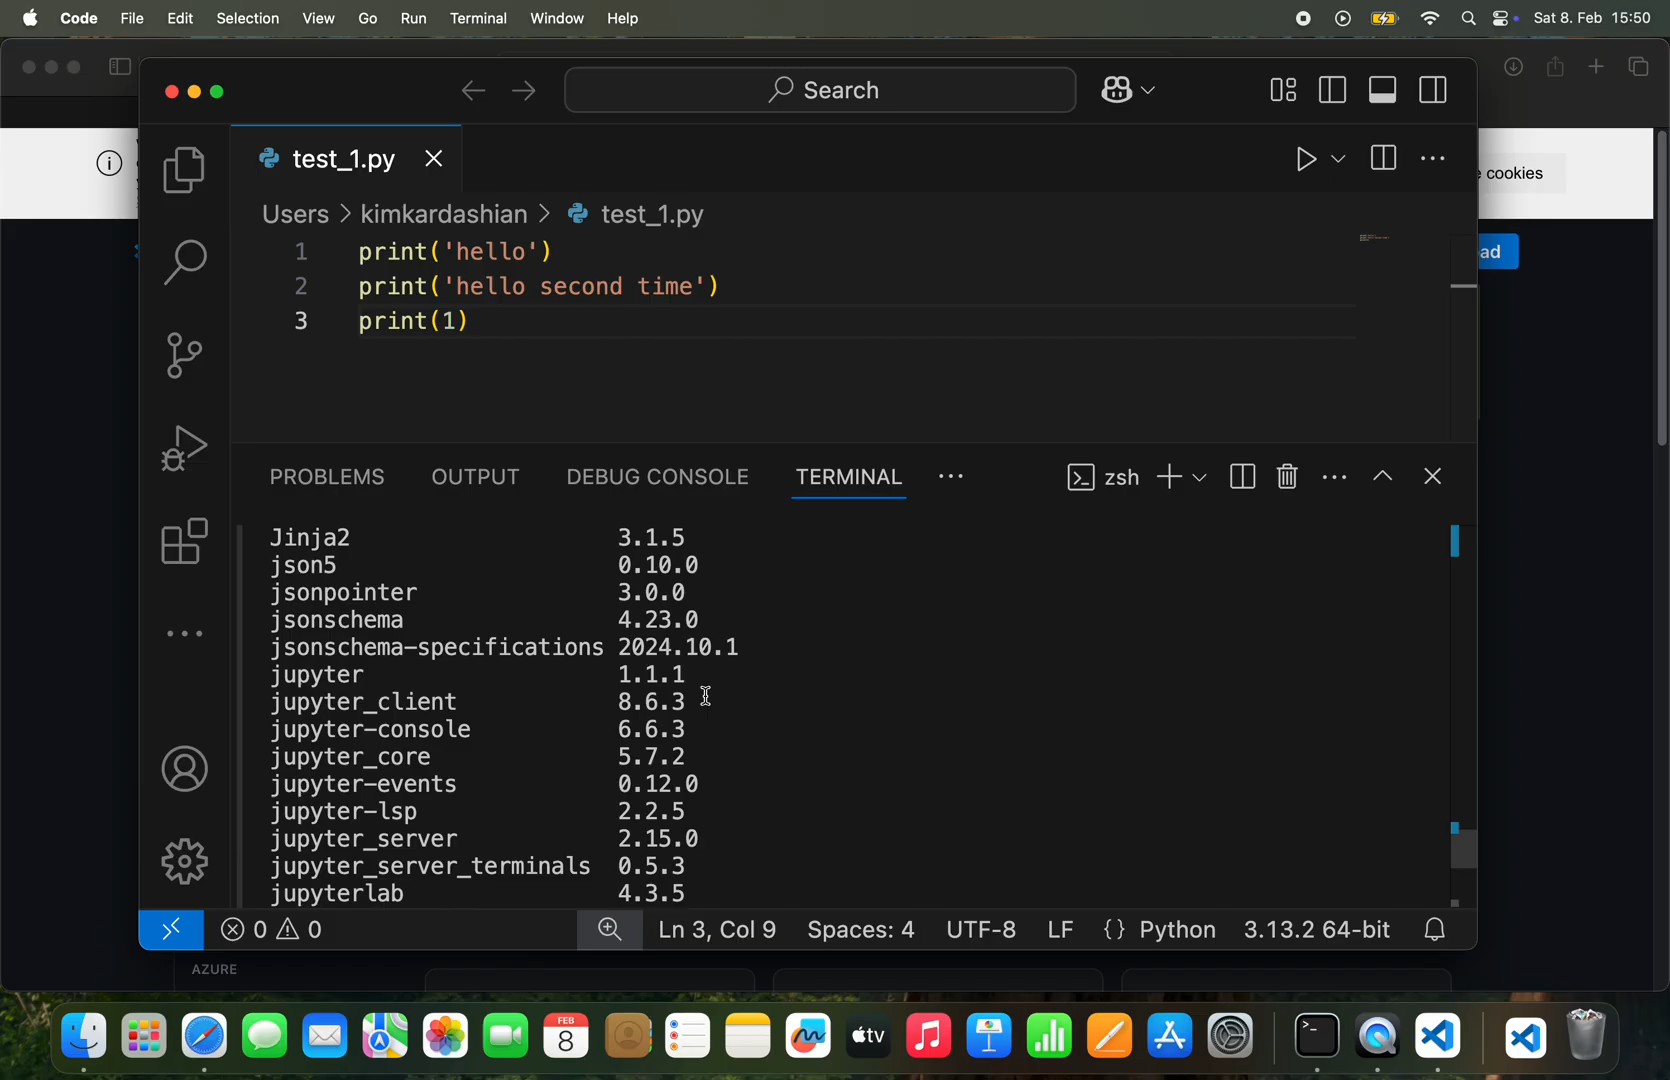 Code File Edit Selection View Go Run Terminal Window Help Sat 8. Feb 15:50
Search
test_1.py
cookies
Users > kimkardashian > test_1.py
1 print('hello')
ad
2 print('hello second time')
3 print(1)
PROBLEMS OUTPUT DEBUG CONSOLE TERMINAL ··· zsh
Jinja2 3.1.5
json5 0.10.0
jsonpointer 3.0.0
jsonschema 4.23.0
jsonschema-specifications 2024.10.1
jupyter 1.1.1
jupyter_client 8.6.3
jupyter-console 6.6.3
jupyter_core 5.7.2
jupyter-events 0.12.0
jupyter-lsp 2.2.5
jupyter_server 2.15.0
jupyter_server_terminals 0.5.3
jupyterlab 4.3.5
0 0 Ln 3, Col 9 Spaces: 4 UTF-8 LF {} Python 3.13.2 64-bit
AZURE
FEB
8
tv